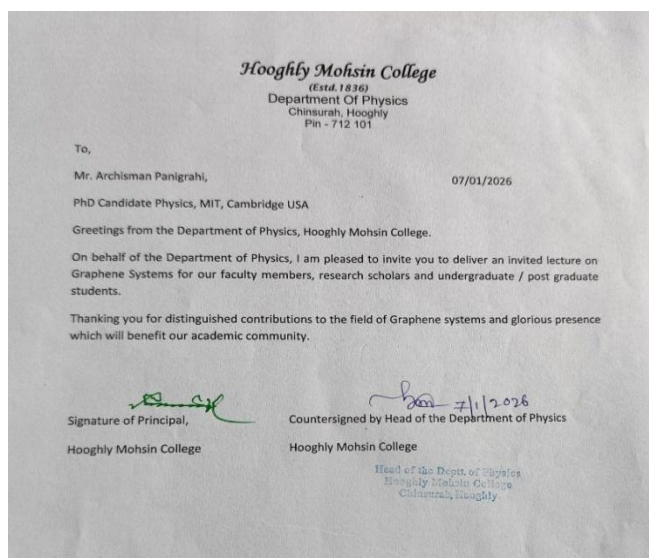 Hooghly Mohsin College
(Estd.1836)
Department Of Physics
Chinsurah, Hooghly
Pin - 712 101
To,
Mr. Archisman Panigrahi,
07/01/2026
PhD Candidate Physics, MIT, Cambridge USA
Greetings from the Department of Physics, Hooghly Mohsin College.
On behalf of the Department of Physics, I am pleased to invite you to deliver an invited lecture on
Graphene Systems for our faculty members, research scholars and undergraduate / post graduate
students.
Thanking you for distinguished contributions to the field of Graphene systems and glorious presence
which will benefit our academic community.
7/1/2026
Signature of Principal,
Countersigned by Head of the Department of Physics
Hooghly Mohsin College
Hooghly Mohsin College
Head of the Deptt. of Physics
Hooghly Mohsin College
Chinsurah, Hooghly